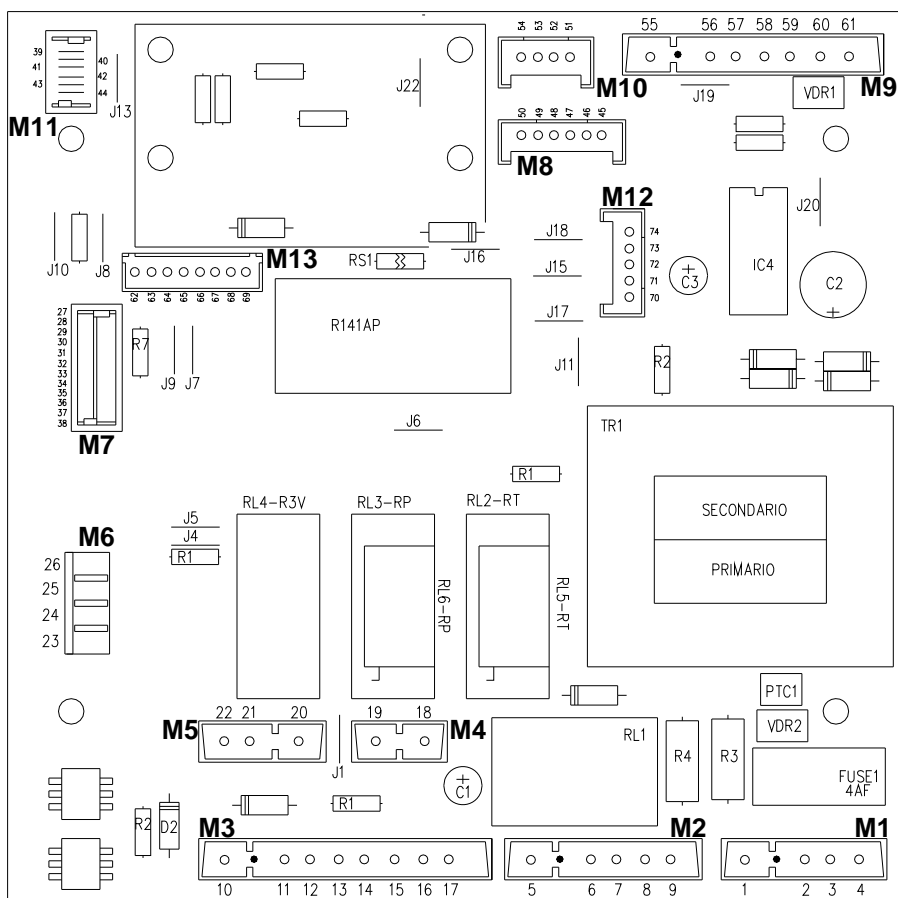 54 53 52 51
55 56 57 58 59 60 61
39
41
43
40
42
44
M11
J13
J22
M10
J19
VDR1
M9
50 49 48 47 46 45
M8
M12
74
73
72
71
70
J20
IC4
C3
C2
J10
J8
M13
RS1
J16
J18
J15
J17
62 63 64 65 66 67 68 69
27
28
29
30
31
32
33
34
35
36
37
38
M7
R7
J9
J7
R141AP
J11
R2
J6
TR1
R1
SECONDARIO
PRIMARIO
RL4-R3V
RL3-RP
RL2-RT
RL6-RP
RL5-RT
J5
J4
R1
M6
26
25
24
23
PTC1
VDR2
22 21 20
M5
19 18
M4
J1
RL1
R4
R3
FUSE1
4AF
C1
R1
R2
D2
M3
M2
M1
10 11 12 13 14 15 16 17
5 6 7 8 9
1 2 3 4